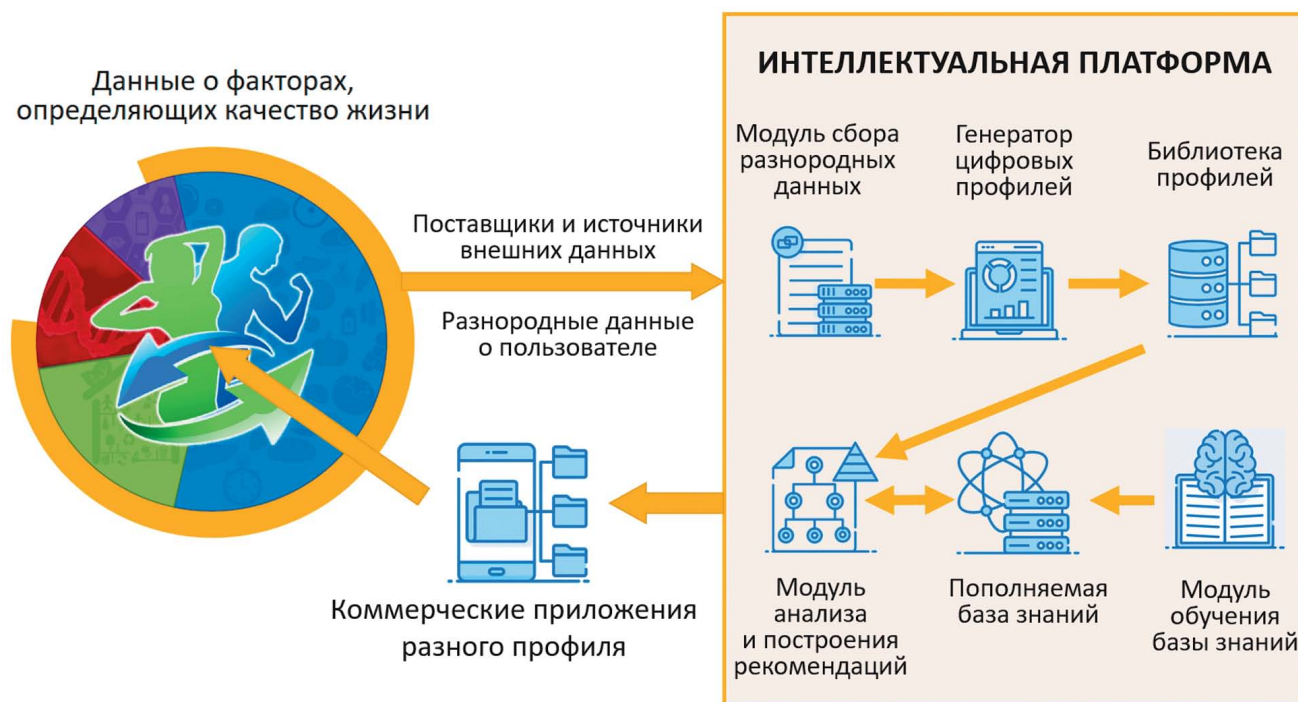 Данные о факторах,
определяющих качество жизни
Поставщики и источники
внешних данных
Разнородные данные
о пользователе
Коммерческие приложения
разного профиля
ИНТЕЛЛЕКТУАЛЬНАЯ ПЛАТФОРМА
Модуль сбора
разнородных
данных
Генератор
цифровых
профилей
Библиотека
профилей
Модуль
анализа
и построения
рекомендаций
Пополняемая
база знаний
Модуль
обучения
базы знаний